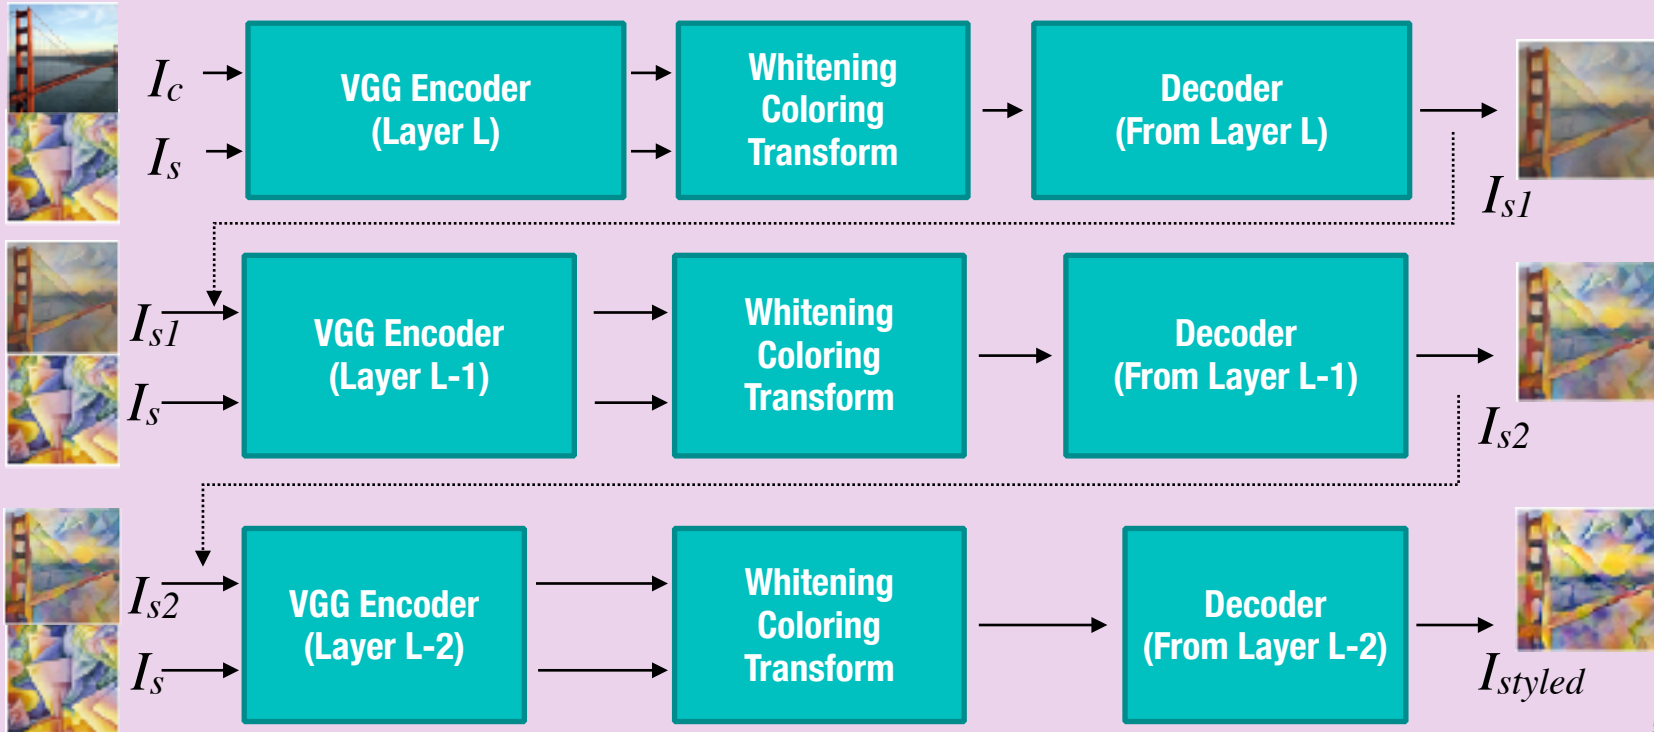 I_c
I_s
VGG Encoder
(Layer L)
Whitening
Coloring
Transform
Decoder
(From Layer L)
I_s1
I_s1
I_s
VGG Encoder
(Layer L-1)
Whitening
Coloring
Transform
Decoder
(From Layer L-1)
I_s2
I_s2
I_s
VGG Encoder
(Layer L-2)
Whitening
Coloring
Transform
Decoder
(From Layer L-2)
I_styled